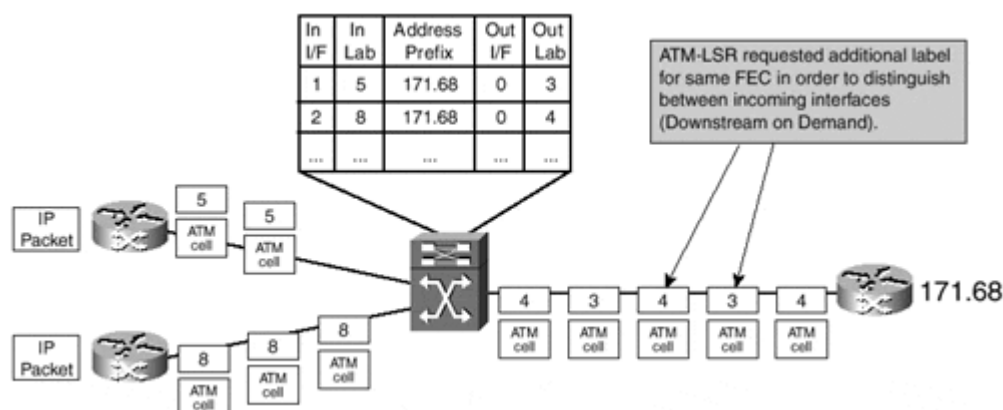 In I/F In Lab Address Prefix Out I/F Out Lab
1 5 171.68 0 3
2 8 171.68 0 4
... ... ... ... ...
ATM-LSR requested additional label
for same FEC in order to distinguish
between incoming interfaces
(Downstream on Demand).
IP
Packet
5
ATM
cell
5
ATM
cell
IP
Packet
8
ATM
cell
8
ATM
cell
8
ATM
cell
4
ATM
cell
3
ATM
cell
4
ATM
cell
3
ATM
cell
4
ATM
cell
171.68